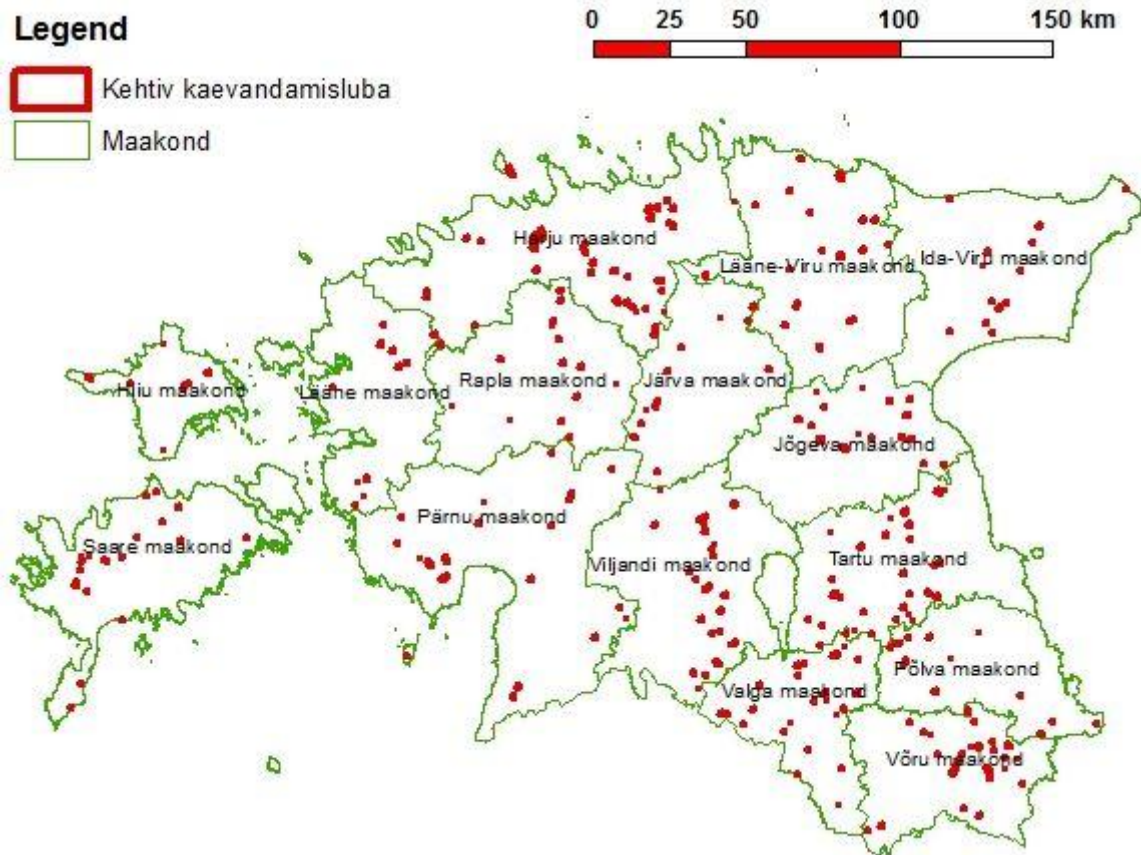 Legend
Kehtiv kaevandamisluba
Maakond
0 25 50 100 150 km
Harju maakond
Lääne-Viru maakond
Ida-Viru maakond
Hiiu maakond
Lääne maakond
Rapla maakond
Järva maakond
Jõgeva maakond
Saare maakond
Pärnu maakond
Viljandi maakond
Tartu maakond
Valga maakond
Põlva maakond
Võru maakond